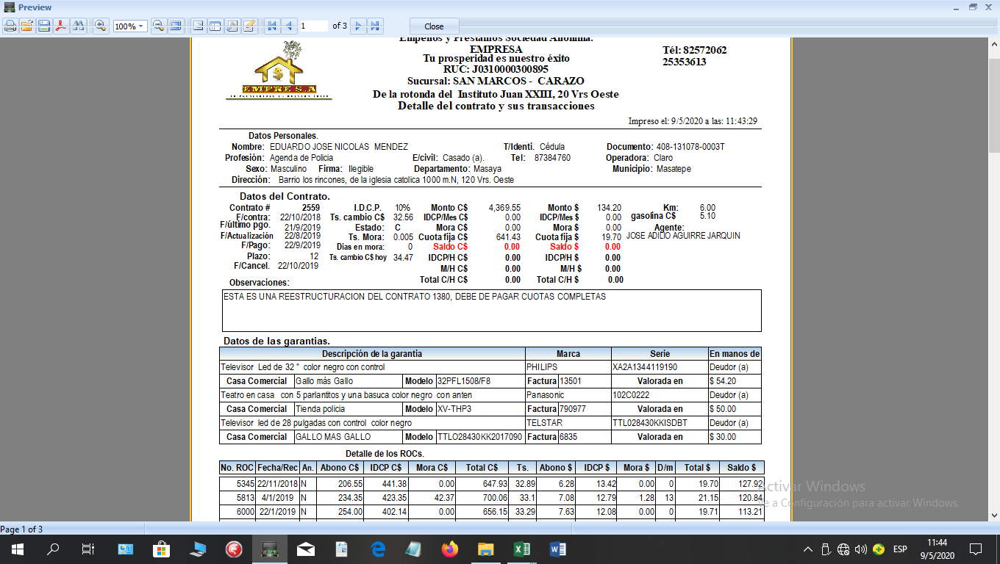 Preview
100%
1 of 3 Close
Empeños y Prestamos Sociedad Anonima.
EMPRESA
Tu prosperidad es nuestro éxito
RUC: J0310000300895
Sucursal: SAN MARCOS - CARAZO
De la rotonda del Instituto Juan XXIII, 20 Vrs Oeste
Detalle del contrato y sus transacciones
Tél: 82572062
25353613
EMPRE S.A
TU PROSPERIDAD ES NUESTRO ÉXITO
Impreso el: 9/5/2020 a las: 11:43:29
Datos Personales.
Nombre: EDUARDO JOSE NICOLAS MENDEZ T/Identi. Cédula Documento: 408-131078-0003T
Profesión: Agenda de Policia E/civil: Casado (a). Tel: 87384760 Operadora: Claro
Sexo: Masculino Firma: Ilegible Departamento: Masaya Municipio: Masatepe
Dirección: Barrio los rincones, de la iglesia catolica 1000 m.N, 120 Vrs. Oeste
Datos del Contrato.
Contrato # 2559 I.D.C.P. 10% Monto C$ 4,369.55 Monto $ 134.20 Km: 6.00
F/contra: 22/10/2018 Ts. cambio C$ 32.56 IDCP/Mes C$ 0.00 IDCP/Mes $ 0.00 gasolina C$ 5.10
F/último pgo. 21/9/2019 Estado: C Mora C$ 0.00 Mora $ 0.00 Agente:
F/Actualización 22/8/2019 Ts. Mora: 0.005 Cuota fija C$ 641.43 Cuota fija $ 19.70 JOSE ADILIO AGUIRRE JARQUIN
F/Pago: 22/9/2019 Dias en mora: 0 Saldo C$ 0.00 Saldo $ 0.00
Plazo: 12 Ts. cambio C$ hoy 34.47 IDCP/H C$ 0.00 IDCP/H $ 0.00
F/Cancel. 22/10/2019 M/H C$ 0.00 M/H $ 0.00
Total C/H C$ 0.00 Total C/H $ 0.00
Observaciones:
ESTA ES UNA REESTRUCTURACION DEL CONTRATO 1380, DEBE DE PAGAR CUOTAS COMPLETAS
Datos de las garantias.
Descripción de la garantia Marca Serie En manos de
Televisor Led de 32 " color negro con control PHILIPS XA2A1344119190 Deudor (a)
Casa Comercial Gallo más Gallo Modelo 32PFL1508/F8 Factura 13501 Valorada en $ 54.20
Teatro en casa con 5 parlantitos y una basuca color negro con anten Panasonic 102C0222 Deudor (a)
Casa Comercial Tienda policia Modelo XV-THP3 Factura 790977 Valorada en $ 50.00
Televisor led de 28 pulgadas con control color negro TELSTAR TTL028430KKISDBT Deudor (a)
Casa Comercial GALLO MAS GALLO Modelo TTLO28430KK2017090 Factura 6835 Valorada en $ 30.00
Detalle de los ROCs.
No. ROC Fecha/Rec An. Abono C$ IDCP C$ Mora C$ Total C$ Ts. Abono $ IDCP $ Mora $ D/m Total $ Saldo $
5345 22/11/2018 N 206.55 441.38 0.00 647.93 32.89 6.28 13.42 0.00 0 19.70 127.92
5813 4/1/2019 N 234.35 423.35 42.37 700.06 33.1 7.08 12.79 1.28 13 21.15 120.84
6000 22/1/2019 N 254.00 402.14 0.00 656.15 33.29 7.63 12.08 0.00 0 19.71 113.21
Activar Windows
Ve a Configuración para activar Windows.
Page 1 of 3
ESP
11:44
9/5/2020